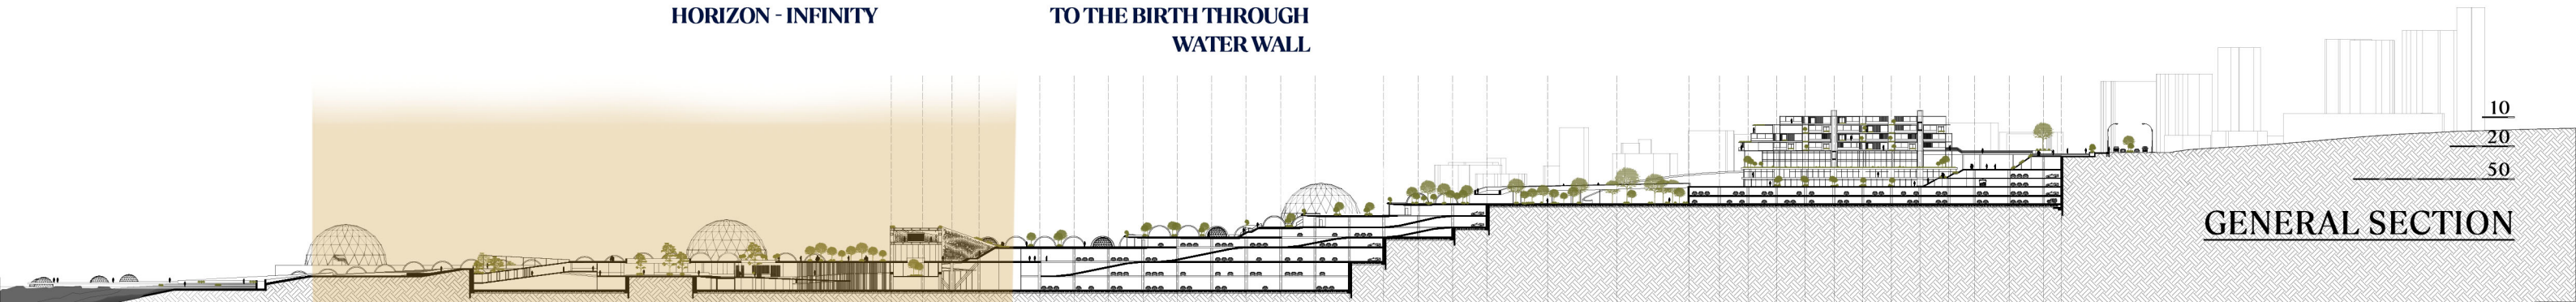 HORIZON - INFINITY
TO THE BIRTH THROUGH
WATER WALL
10
20
50
GENERAL SECTION